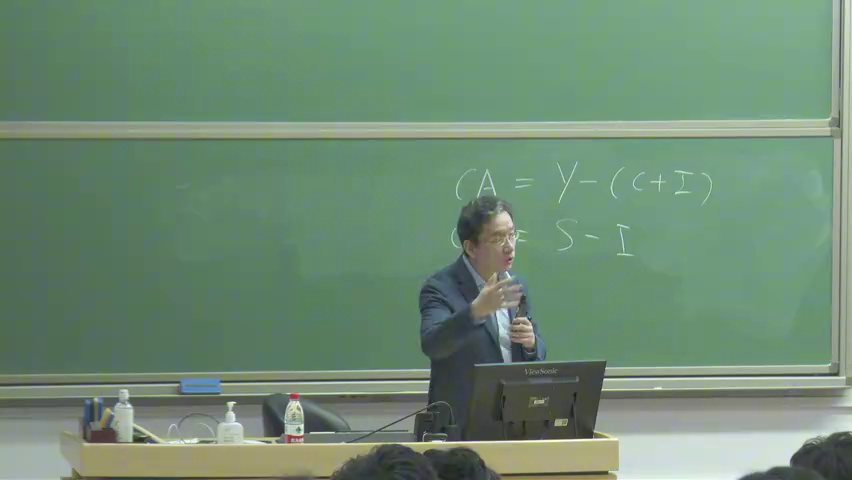 CA = Y - (C + I)
= S - I
ViewSonic